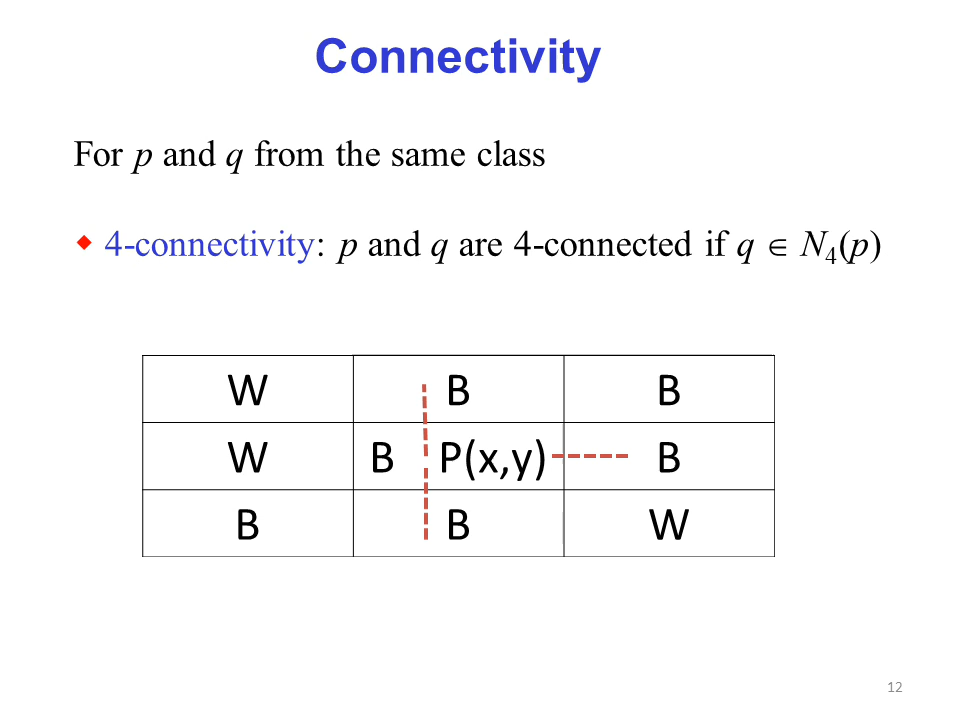 Connectivity
For p and q from the same class
◆ 4-connectivity: p and q are 4-connected if q ∈ N₄(p)
W B B
W B P(x,y) B
B B W
12